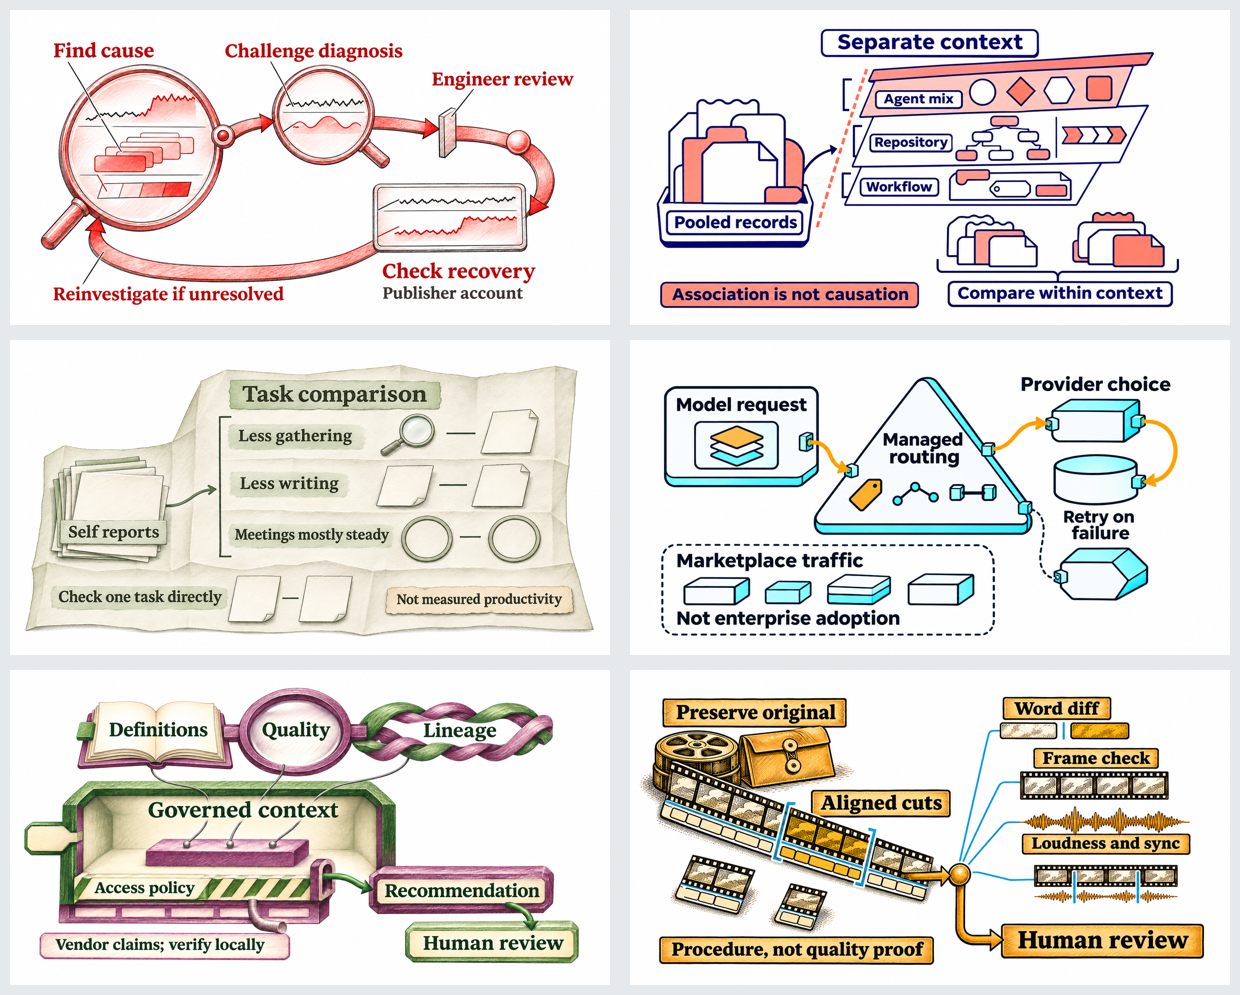 Find cause
Challenge diagnosis
Engineer review
Check recovery
Publisher account
Reinvestigate if unresolved
Separate context
Agent mix
Repository
Workflow
Pooled records
Association is not causation
Compare within context
Task comparison
Less gathering
Less writing
Self reports
Meetings mostly steady
Check one task directly
Not measured productivity
Model request
Managed
routing
Provider choice
Retry on
failure
Marketplace traffic
Not enterprise adoption
Definitions
Quality
Lineage
Governed context
Access policy
Recommendation
Vendor claims; verify locally
Human review
Preserve original
Aligned cuts
Word diff
Frame check
Loudness and sync
Procedure, not quality proof
Human review